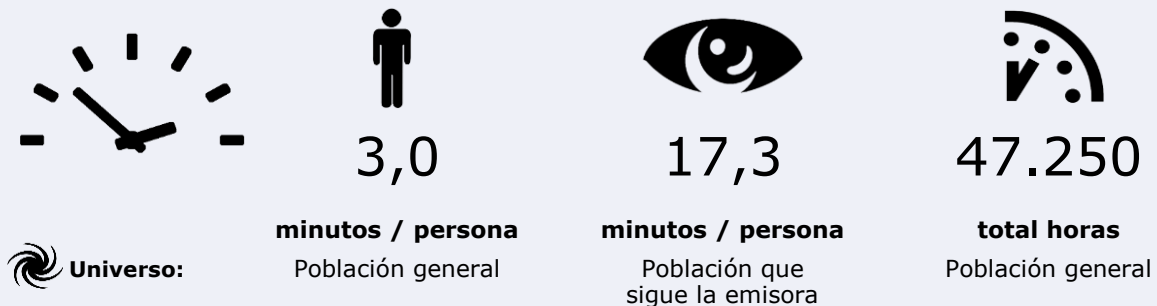 3,0
17,3
47.250
minutos / persona
minutos / persona
total horas
Universo:
Población general
Población que
sigue la emisora
Población general